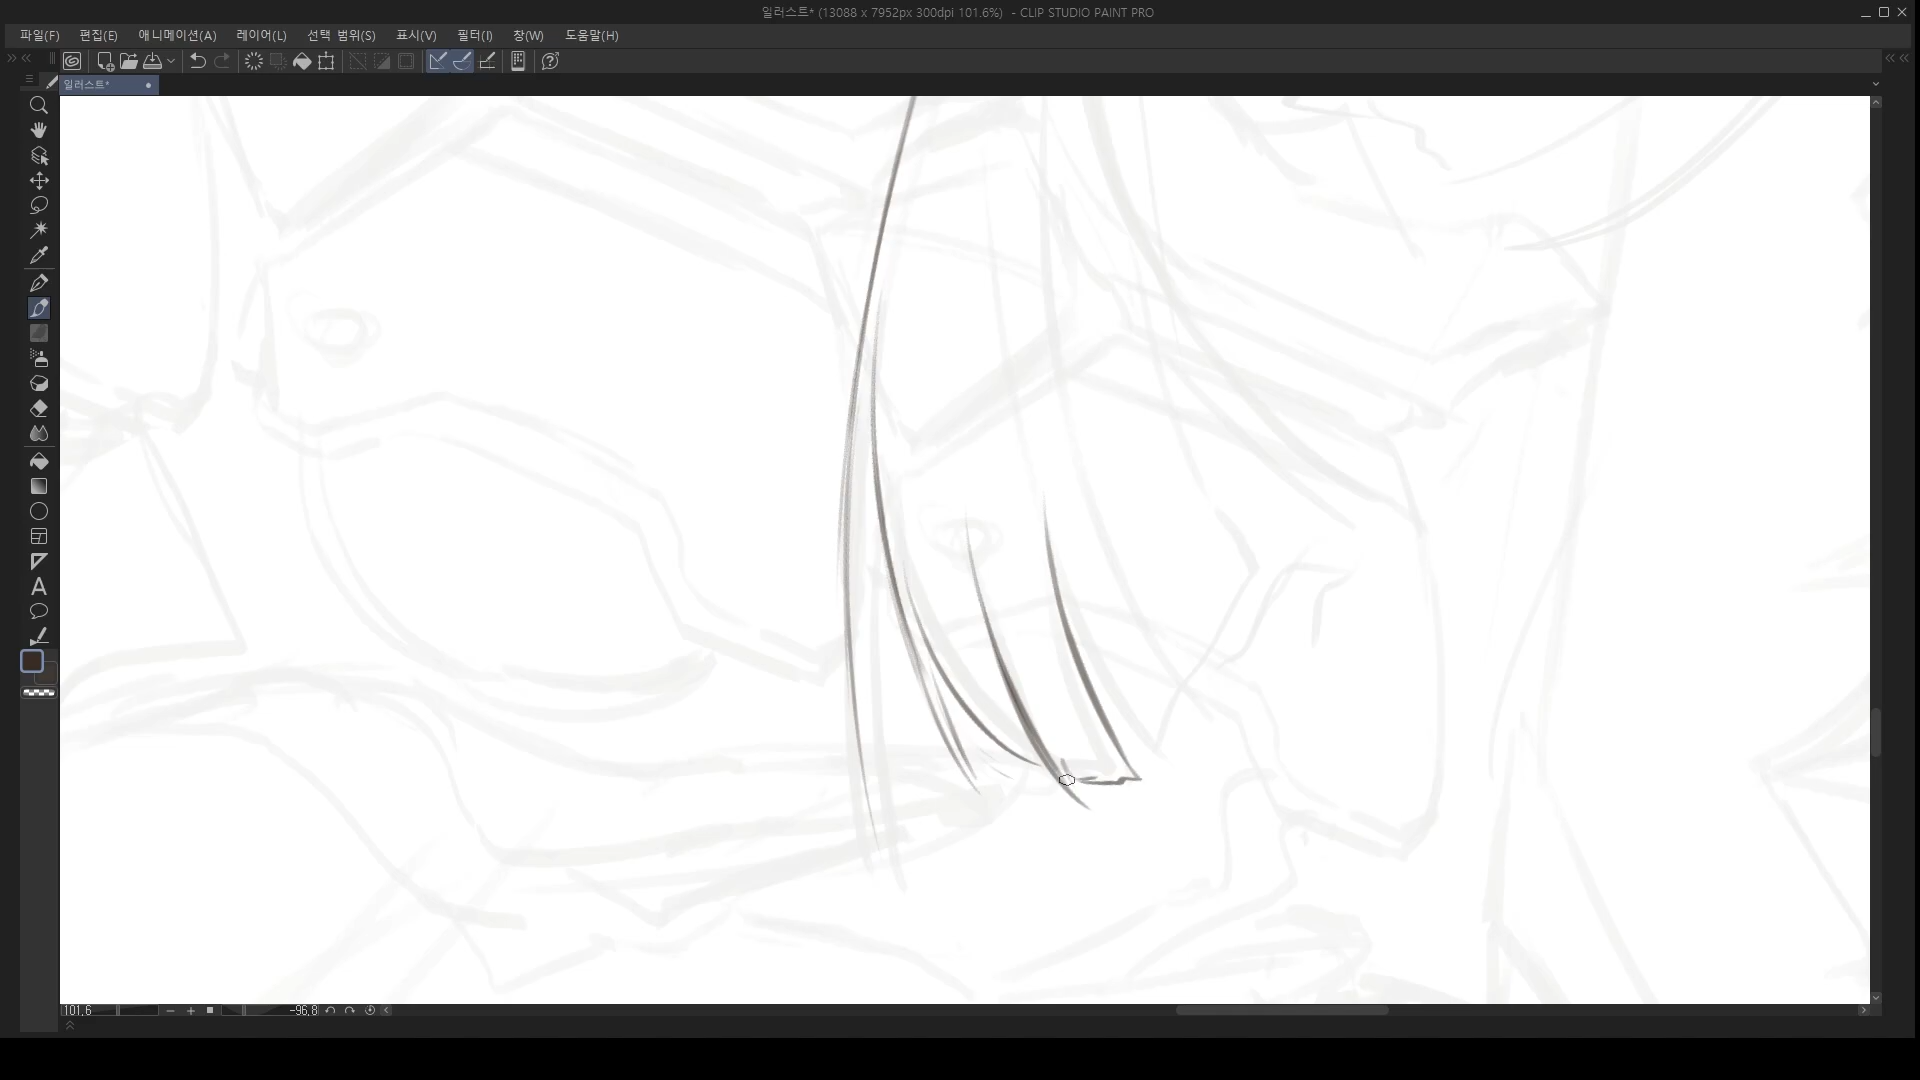 일러스트* (13088 x 7952px 300dpi 101.6%) - CLIP STUDIO PAINT PRO
파일(F) 편집(E) 애니메이션(A) 레이어(L) 선택 범위(S) 표시(V) 필터(I) 창(W) 도움말(H)
일러스트*
101.6 -96.8